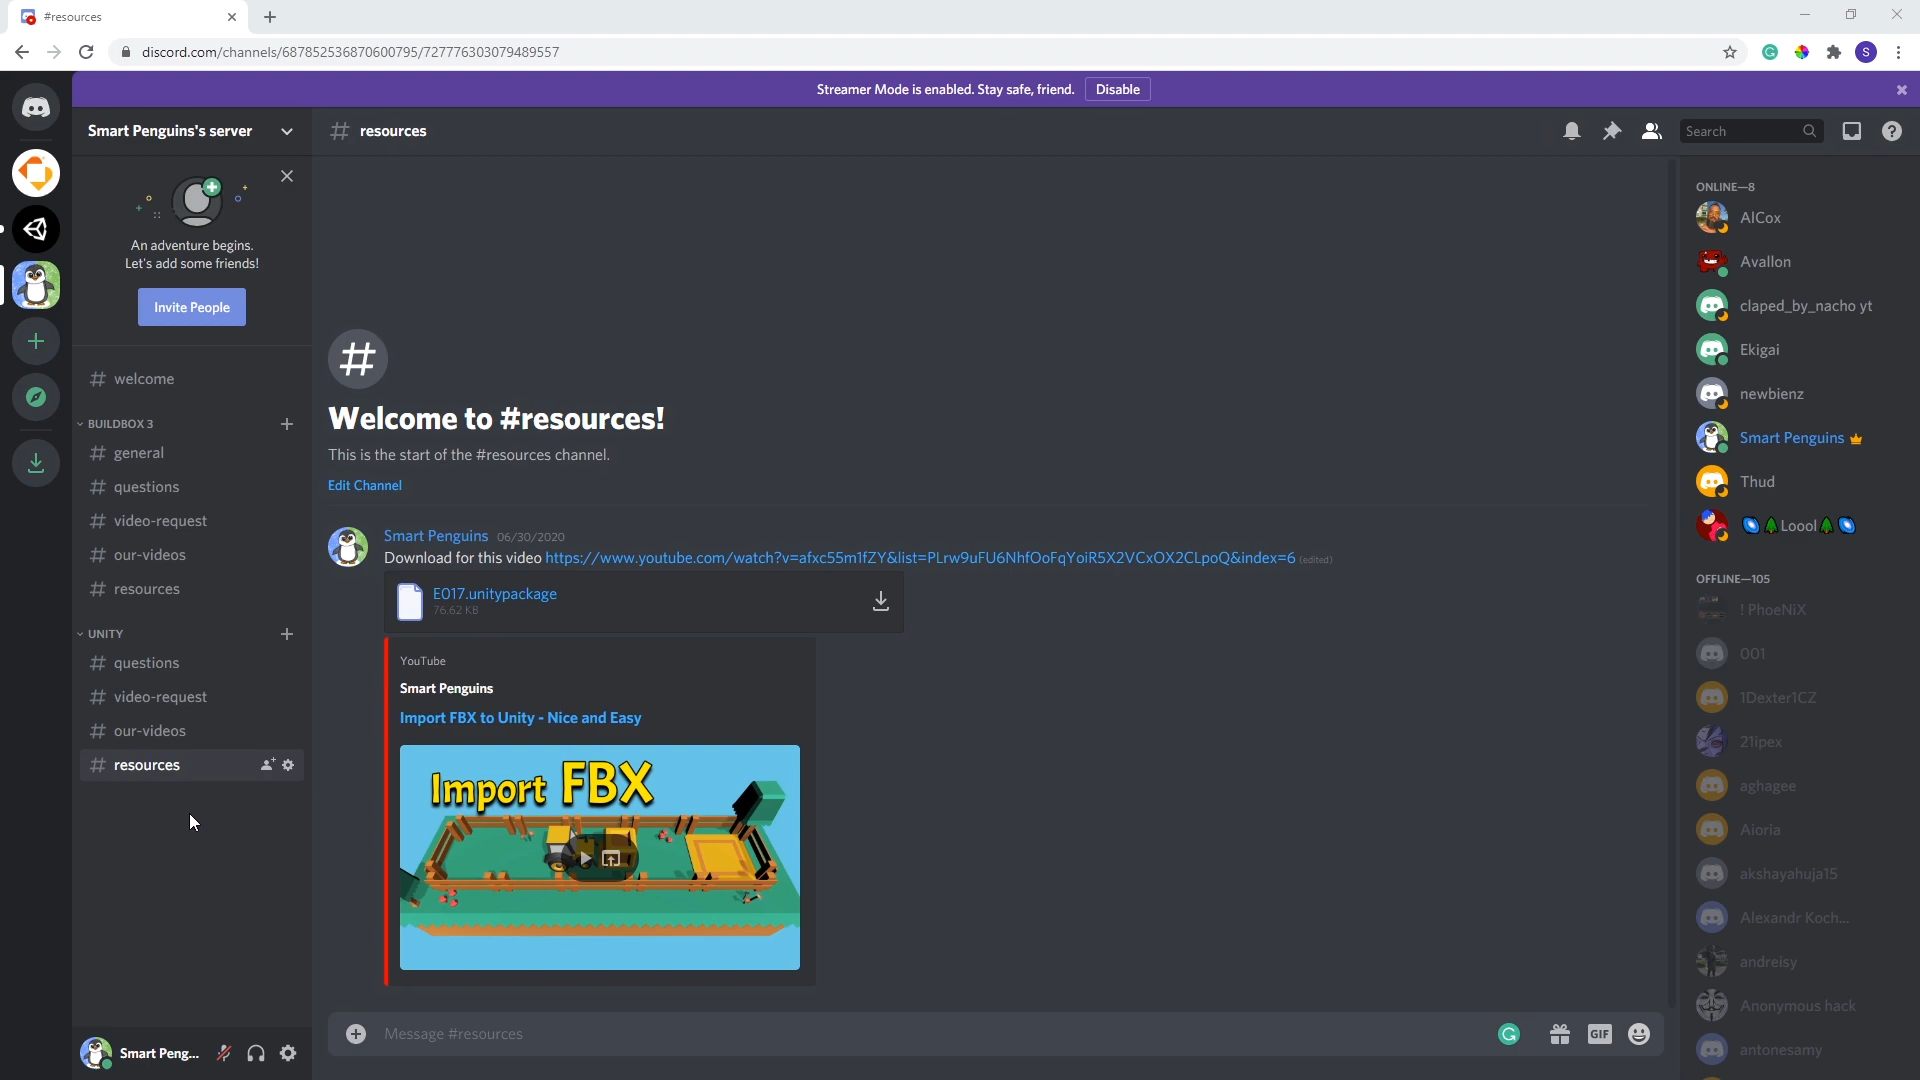 #resources
discord.com/channels/687852536870600795/727776303079489557
S
Streamer Mode is enabled. Stay safe, friend. Disable
Smart Penguins's server
resources
Search
An adventure begins.
Let's add some friends!
Invite People
welcome
BUILDBOX 3
general
questions
video-request
our-videos
resources
UNITY
questions
video-request
our-videos
resources
Smart Peng...
Welcome to #resources!
This is the start of the #resources channel.
Edit Channel
Smart Penguins 06/30/2020
Download for this video https://www.youtube.com/watch?v=afxc55m1fZY&list=PLrw9uFU6NhfOoFqYoiR5X2VCxOX2CLpoQ&index=6 (edited)
E017.unitypackage
76.62 KB
YouTube
Smart Penguins
Import FBX to Unity - Nice and Easy
Import FBX
Message #resources
GIF
ONLINE—8
AlCox
Avallon
claped_by_nacho yt
Ekigai
newbienz
Smart Penguins
Thud
Loool
OFFLINE—105
! PhoeNiX
001
1Dexter1CZ
21ipex
aghagee
Aioria
akshayahuja15
Alexandr Koch...
andreisy
Anonymous hack
antonesamy